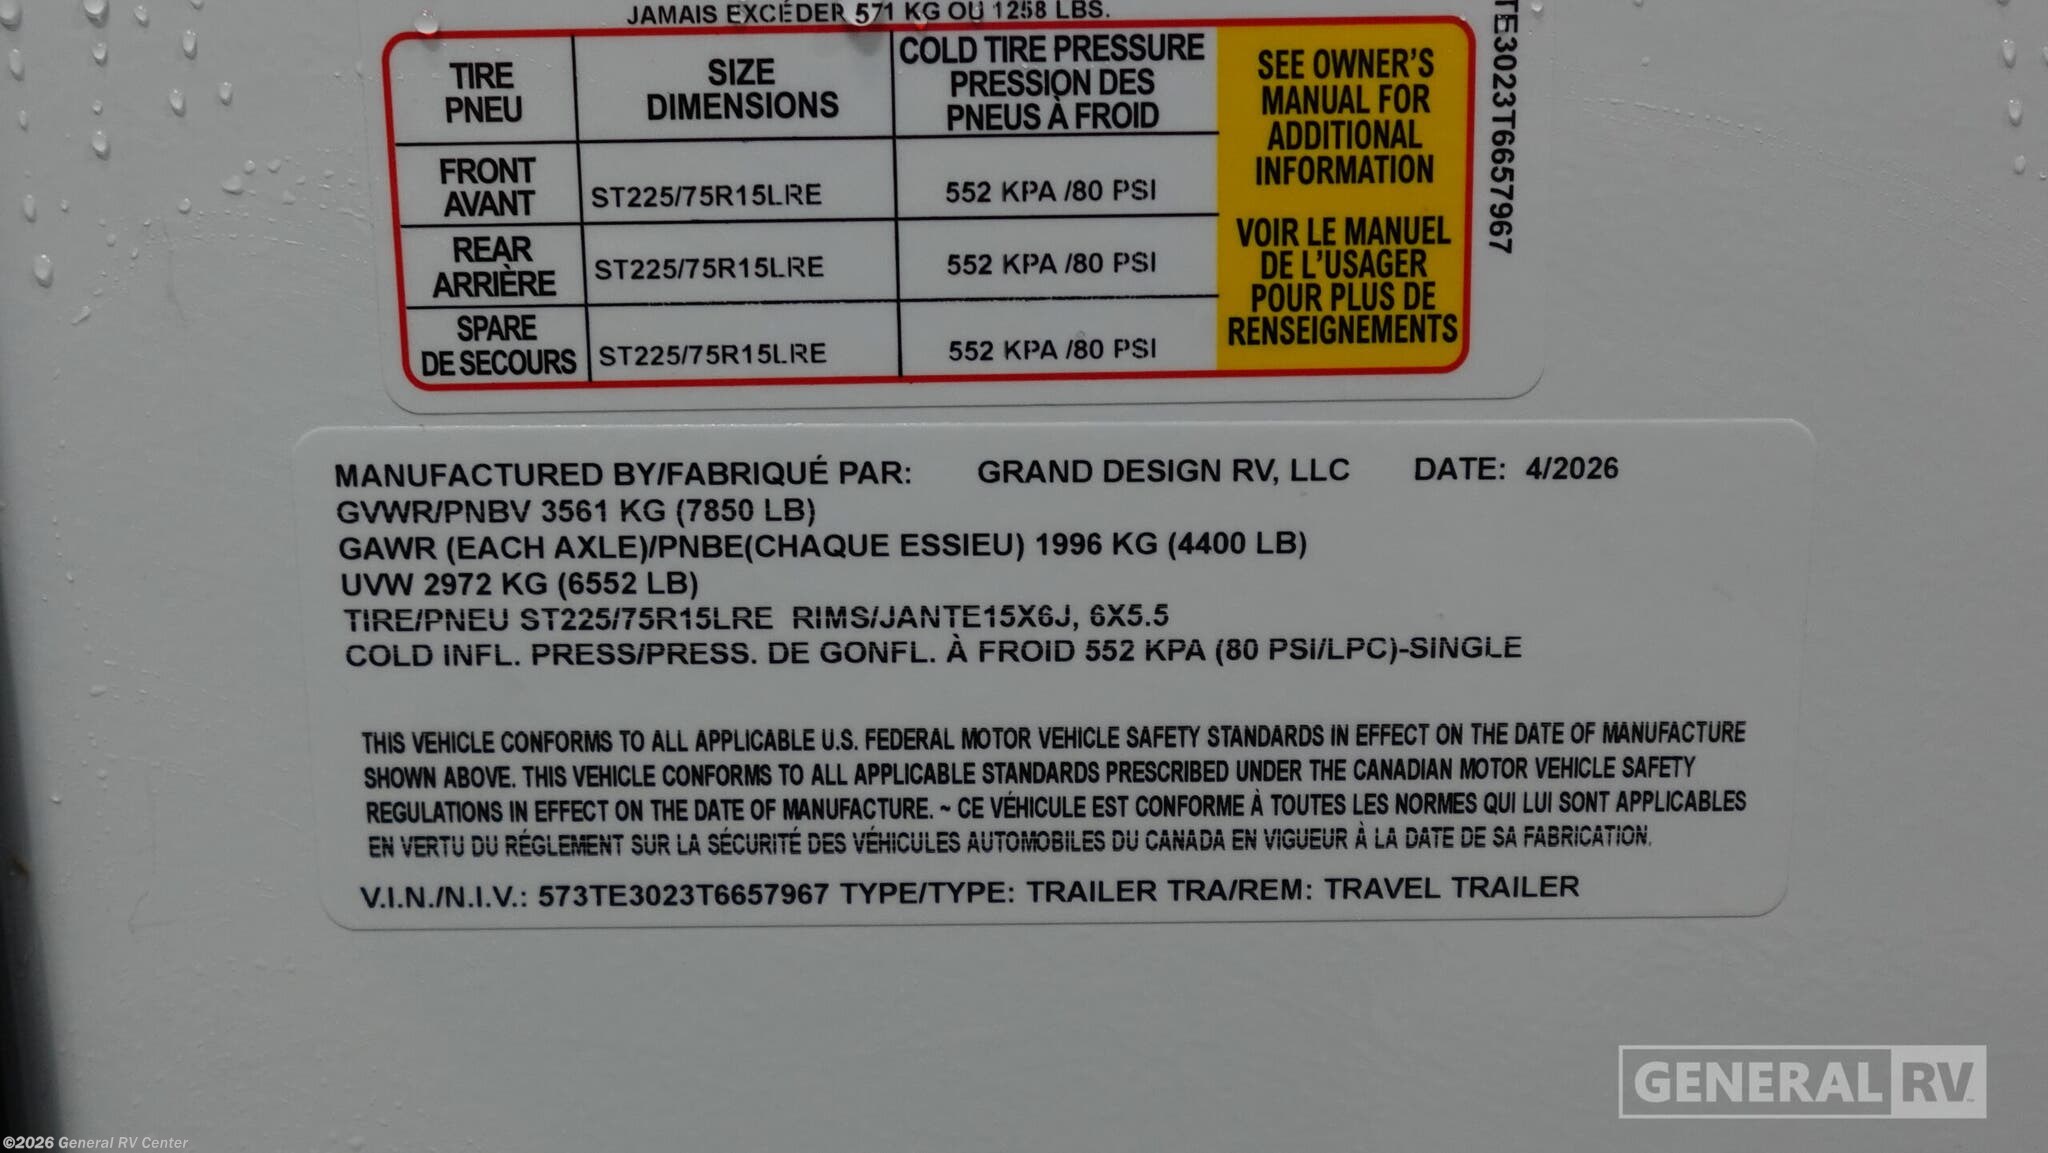 JAMAIS EXCÉDER 571 KG OU 1258 LBS.
TIRE
PNEU
SIZE
DIMENSIONS
COLD TIRE PRESSURE
PRESSION DES
PNEUS À FROID
FRONT
AVANT
ST225/75R15LRE
552 KPA /80 PSI
REAR
ARRIÈRE
ST225/75R15LRE
552 KPA /80 PSI
SPARE
DE SECOURS
ST225/75R15LRE
552 KPA /80 PSI
SEE OWNER'S
MANUAL FOR
ADDITIONAL
INFORMATION
VOIR LE MANUEL
DE L'USAGER
POUR PLUS DE
RENSEIGNEMENTS
TE3023T6657967
MANUFACTURED BY/FABRIQUÉ PAR: GRAND DESIGN RV, LLC DATE: 4/2026
GVWR/PNBV 3561 KG (7850 LB)
GAWR (EACH AXLE)/PNBE(CHAQUE ESSIEU) 1996 KG (4400 LB)
UVW 2972 KG (6552 LB)
TIRE/PNEU ST225/75R15LRE RIMS/JANTE15X6J, 6X5.5
COLD INFL. PRESS/PRESS. DE GONFL. À FROID 552 KPA (80 PSI/LPC)-SINGLE
THIS VEHICLE CONFORMS TO ALL APPLICABLE U.S. FEDERAL MOTOR VEHICLE SAFETY STANDARDS IN EFFECT ON THE DATE OF MANUFACTURE
SHOWN ABOVE. THIS VEHICLE CONFORMS TO ALL APPLICABLE STANDARDS PRESCRIBED UNDER THE CANADIAN MOTOR VEHICLE SAFETY
REGULATIONS IN EFFECT ON THE DATE OF MANUFACTURE. ~ CE VÉHICULE EST CONFORME À TOUTES LES NORMES QUI LUI SONT APPLICABLES
EN VERTU DU RÉGLEMENT SUR LA SÉCURITÉ DES VÉHICULES AUTOMOBILES DU CANADA EN VIGUEUR À LA DATE DE SA FABRICATION.
V.I.N./N.I.V.: 573TE3023T6657967 TYPE/TYPE: TRAILER TRA/REM: TRAVEL TRAILER
GENERAL RV
©2026 General RV Center